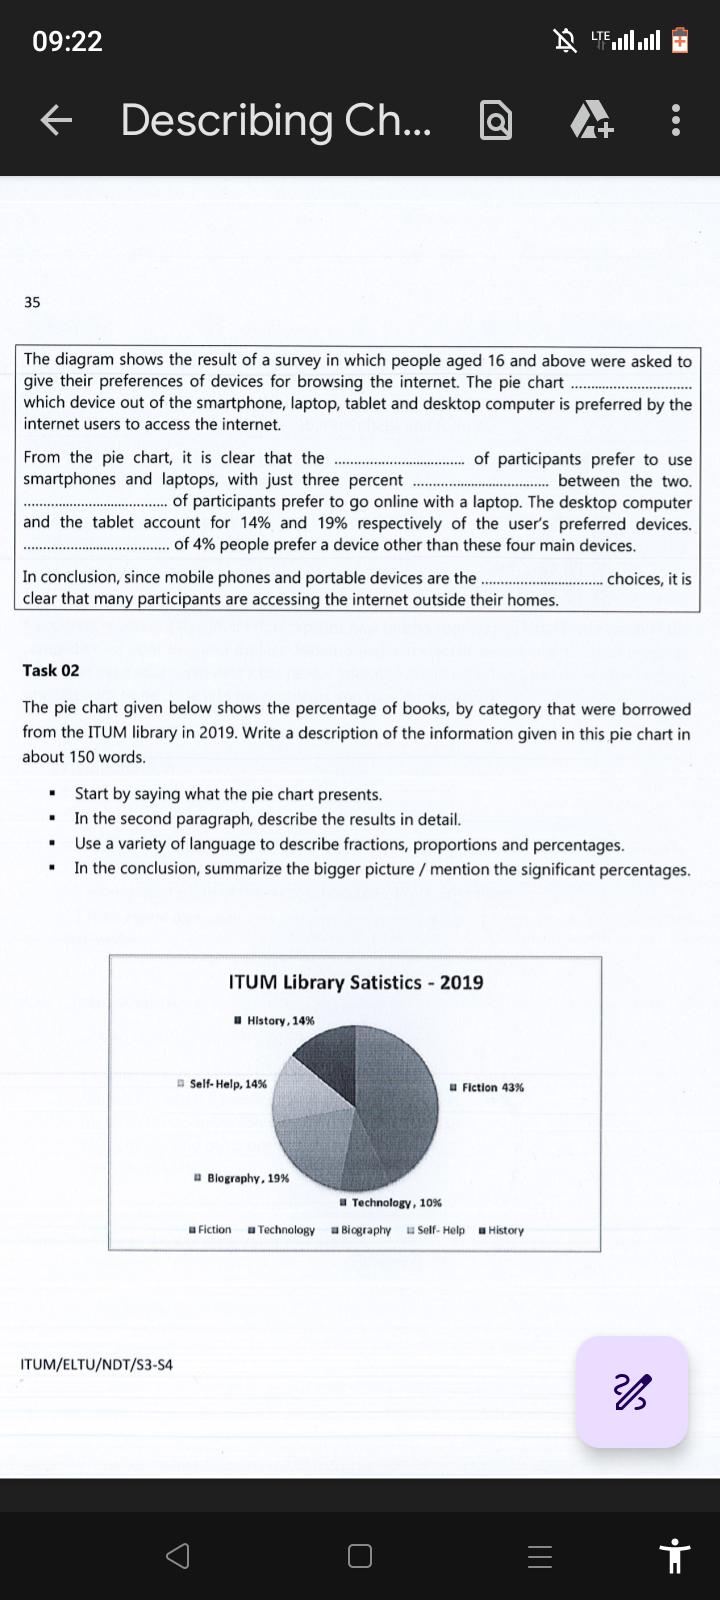 09:22
LTE
Describing Ch...
35
The diagram shows the result of a survey in which people aged 16 and above were asked to
give their preferences of devices for browsing the internet. The pie chart ................................
which device out of the smartphone, laptop, tablet and desktop computer is preferred by the
internet users to access the internet.
From the pie chart, it is clear that the .................................. of participants prefer to use
smartphones and laptops, with just three percent .................................... between the two.
...................................... of participants prefer to go online with a laptop. The desktop computer
and the tablet account for 14% and 19% respectively of the user's preferred devices.
...................................... of 4% people prefer a device other than these four main devices.
In conclusion, since mobile phones and portable devices are the ................................ choices, it is
clear that many participants are accessing the internet outside their homes.
Task 02
The pie chart given below shows the percentage of books, by category that were borrowed
from the ITUM library in 2019. Write a description of the information given in this pie chart in
about 150 words.
▪ Start by saying what the pie chart presents.
▪ In the second paragraph, describe the results in detail.
▪ Use a variety of language to describe fractions, proportions and percentages.
▪ In the conclusion, summarize the bigger picture / mention the significant percentages.
ITUM Library Satistics - 2019
History, 14%
Self-Help, 14%
Fiction 43%
Biography, 19%
Technology, 10%
Fiction Technology Biography Self- Help History
ITUM/ELTU/NDT/S3-S4